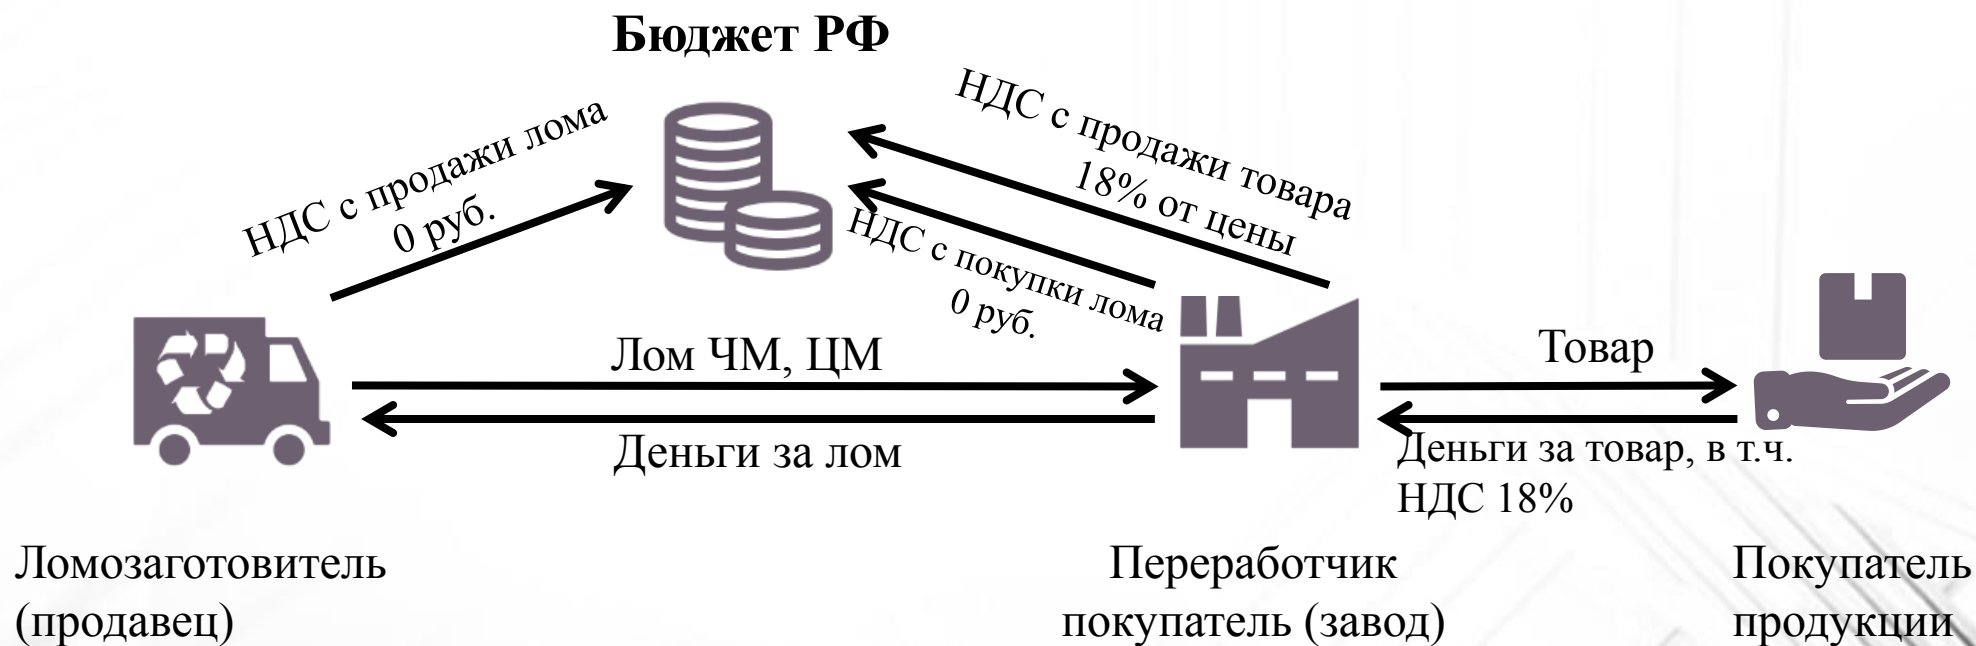 Бюджет РФ
НДС с продажи лома
0 руб.
НДС с продажи товара
18% от цены
НДС с покупки лома
0 руб.
Лом ЧМ, ЦМ
Деньги за лом
Товар
Деньги за товар, в т.ч.
НДС 18%
Ломозаготовитель
(продавец)
Переработчик
покупатель (завод)
Покупатель
продукции